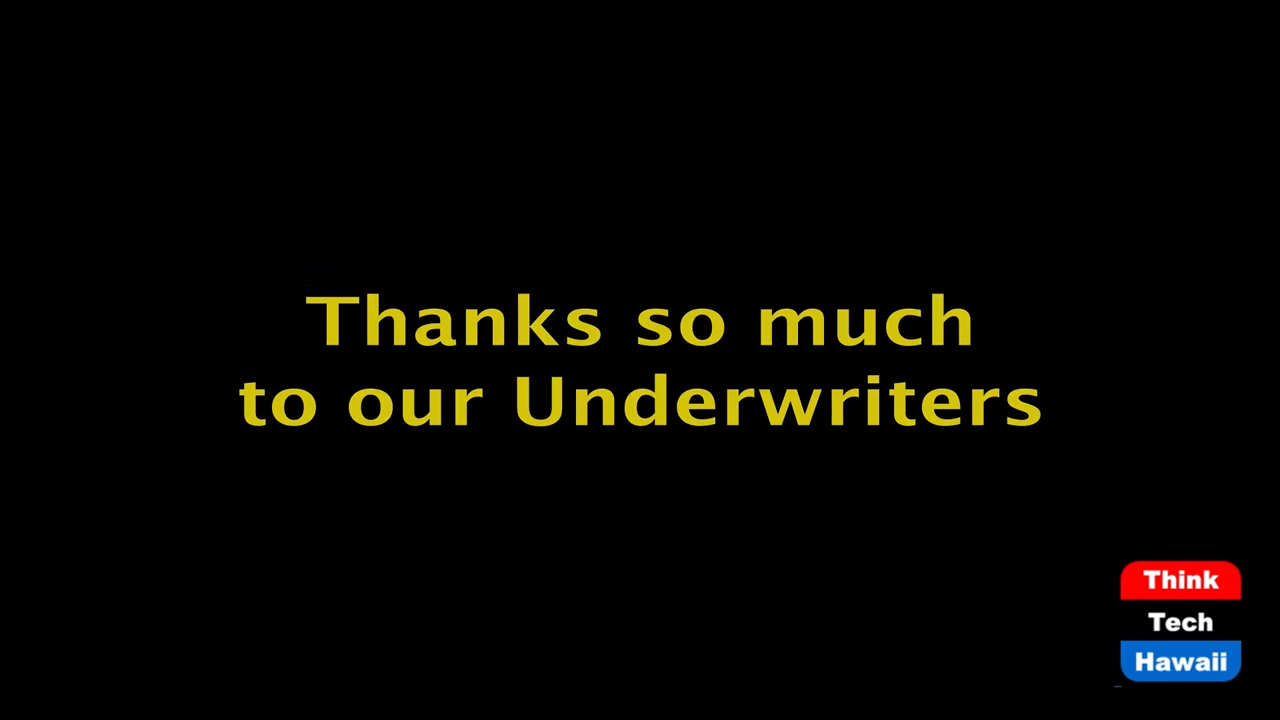 Thanks so much
to our Underwriters
Think
Tech
Hawaii